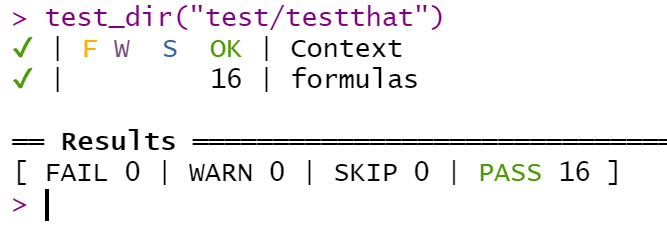 > test_dir("test/testthat")
✔ | F W  S  OK | Context
✔ |         16 | formulas
══ Results ══════════════════════════════
[ FAIL 0 | WARN 0 | SKIP 0 | PASS 16 ]
>